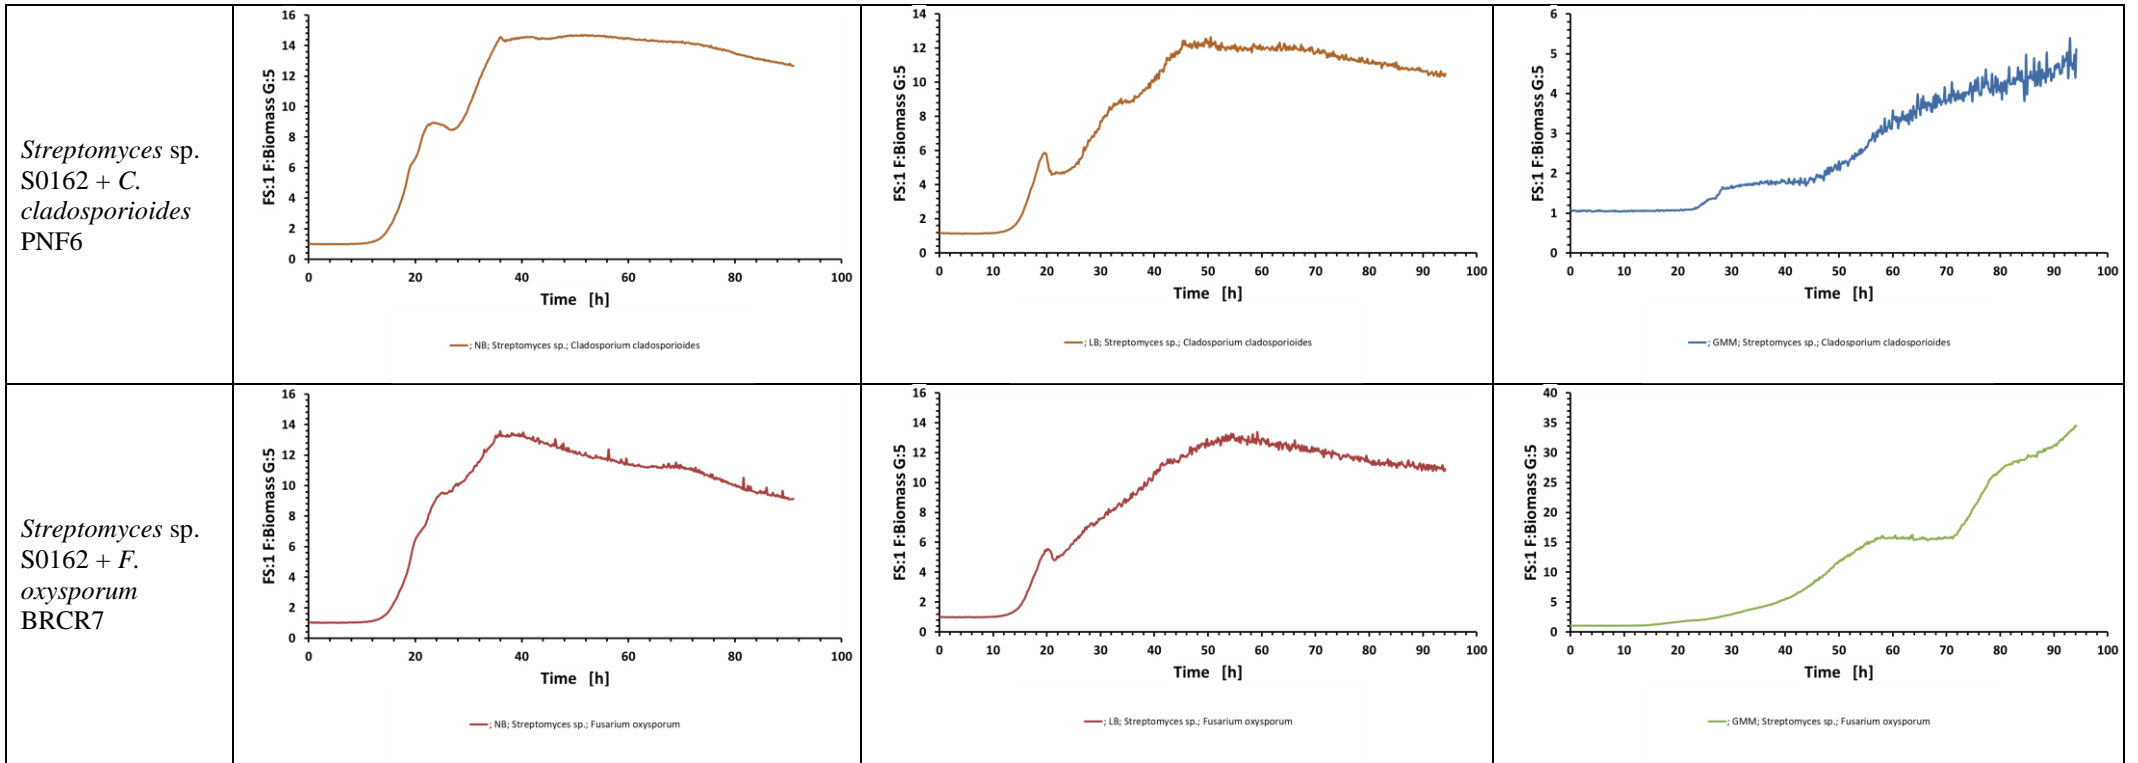 Streptomyces sp.
S0162 + C.
cladosporioides
PNF6
FS:1 F:Biomass G:5
16
14
12
10
8
6
4
2
0
0 20 40 60 80 100
Time [h]
; NB; Streptomyces sp.; Cladosporium cladosporioides
FS:1 F:Biomass G:5
14
12
10
8
6
4
2
0
0 10 20 30 40 50 60 70 80 90 100
Time [h]
; LB; Streptomyces sp.; Cladosporium cladosporioides
FS:1 F:Biomass G:5
6
5
4
3
2
1
0
0 10 20 30 40 50 60 70 80 90 100
Time [h]
; GMM; Streptomyces sp.; Cladosporium cladosporioides
Streptomyces sp.
S0162 + F.
oxysporum
BRCR7
FS:1 F:Biomass G:5
16
14
12
10
8
6
4
2
0
0 20 40 60 80 100
Time [h]
; NB; Streptomyces sp.; Fusarium oxysporum
FS:1 F:Biomass G:5
16
14
12
10
8
6
4
2
0
0 10 20 30 40 50 60 70 80 90 100
Time [h]
; LB; Streptomyces sp.; Fusarium oxysporum
FS:1 F:Biomass G:5
40
35
30
25
20
15
10
5
0
0 10 20 30 40 50 60 70 80 90 100
Time [h]
; GMM; Streptomyces sp.; Fusarium oxysporum